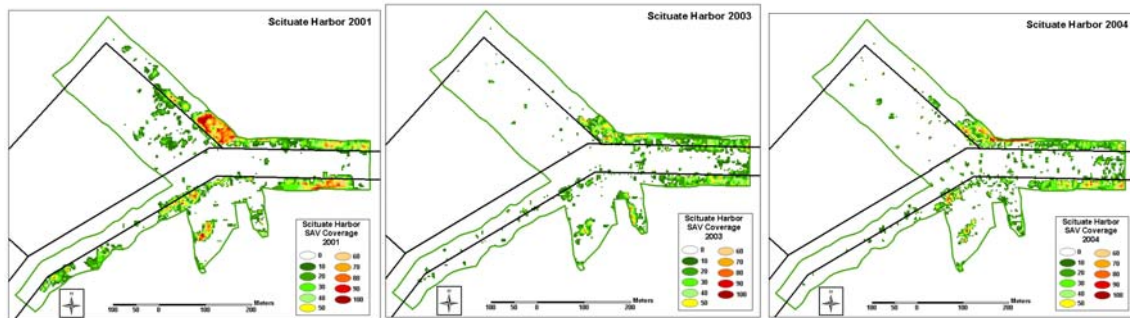 Scituate Harbor 2001
Scituate Harbor
SAV Coverage
2001
0 60
10 70
20 80
30 90
40 100
50
N
Meters
100 50 0 100 200
Scituate Harbor 2003
Scituate Harbor
SAV Coverage
2003
0 60
10 70
20 80
30 90
40 100
50
N
Meters
100 50 0 100 200
Scituate Harbor 2004
Scituate Harbor
SAV Coverage
2004
0 60
10 70
20 80
30 90
40 100
50
N
Meters
100 50 0 100 200